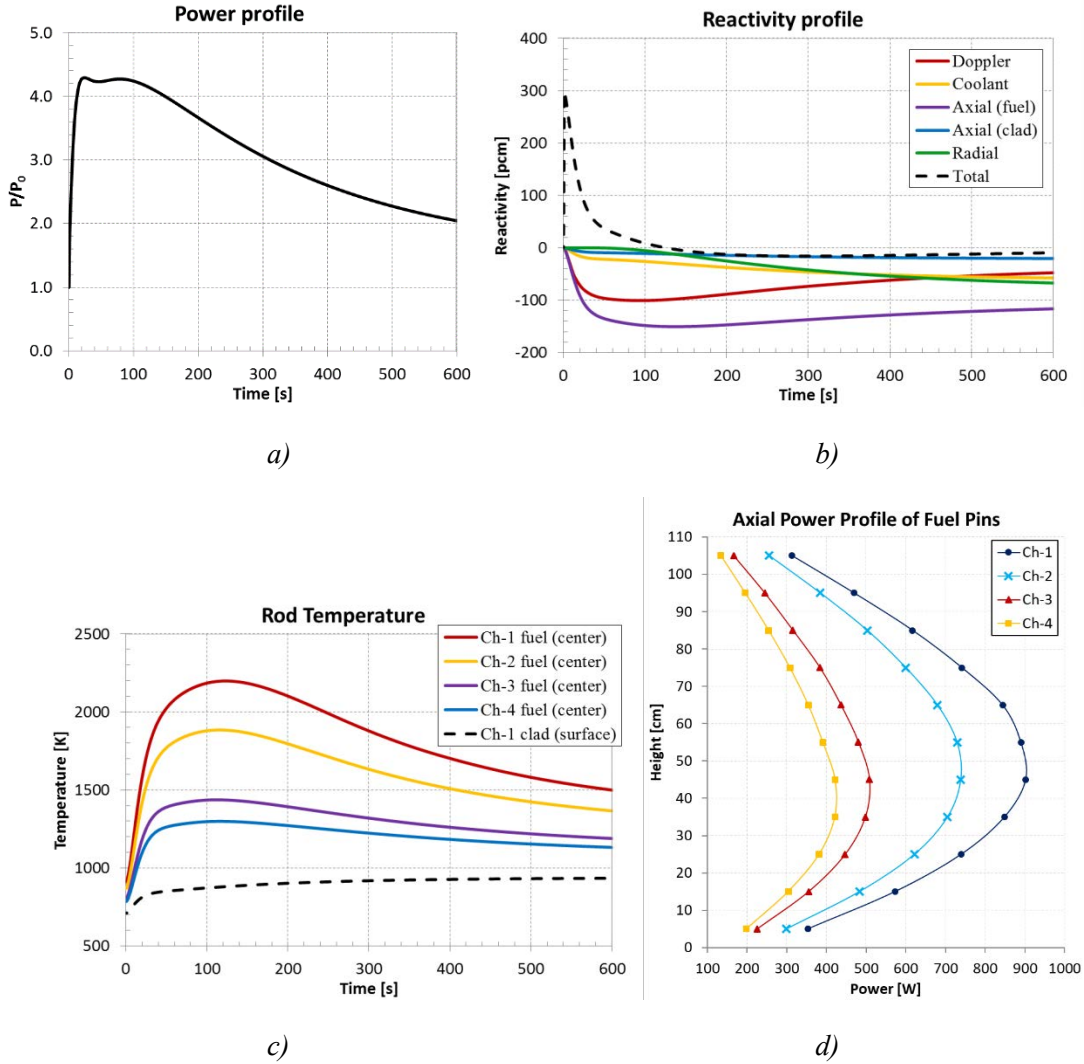 Power profile
5.0
4.0
3.0
2.0
1.0
0.0
P/P0
0 100 200 300 400 500 600
Time [s]
a)
Reactivity profile
400
300
200
100
0
-100
-200
Reactivity [pcm]
Doppler
Coolant
Axial (fuel)
Axial (clad)
Radial
Total
0 100 200 300 400 500 600
Time [s]
b)
Rod Temperature
2500
2000
1500
1000
500
Temperature [K]
Ch-1 fuel (center)
Ch-2 fuel (center)
Ch-3 fuel (center)
Ch-4 fuel (center)
Ch-1 clad (surface)
0 100 200 300 400 500 600
Time [s]
c)
Axial Power Profile of Fuel Pins
110
100
90
80
70
60
50
40
30
20
10
0
Height [cm]
Ch-1
Ch-2
Ch-3
Ch-4
100 200 300 400 500 600 700 800 900 1000
Power [W]
d)